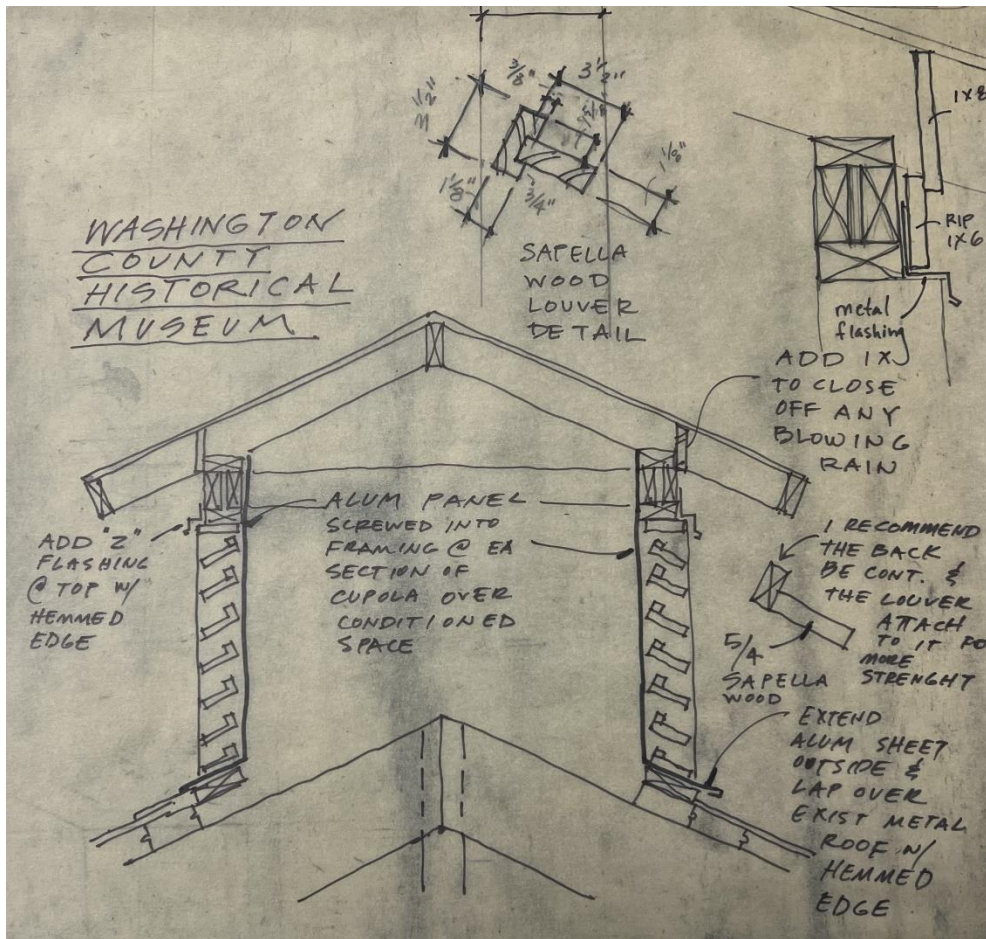 WASHINGTON
COUNTY
HISTORICAL
MUSEUM
3/8"
3 1/2"
3 1/2"
1 1/8"
3/4"
1 1/8"
SAPELLA
WOOD
LOUVER
DETAIL
1X8
RIP
1X6
metal
flashing
ADD 1X
TO CLOSE
OFF ANY
BLOWING
RAIN
ADD "Z"
FLASHING
@ TOP W/
HEMMED
EDGE
ALUM PANEL
SCREWED INTO
FRAMING @ EA
SECTION OF
CUPOLA OVER
CONDITIONED
SPACE
I RECOMMEND
THE BACK
BE CONT. &
THE LOUVER
ATTACH
TO IT FO
MORE
STRENGHT
5/4
SAPELLA
WOOD
EXTEND
ALUM SHEET
OUTSIDE &
LAP OVER
EXIST METAL
ROOF W/
HEMMED
EDGE